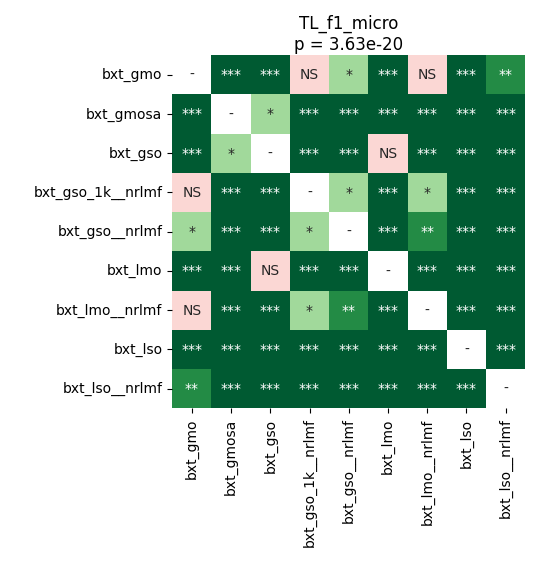 TL_f1_micro
p = 3.63e-20
bxt_gmo - *** *** NS * *** NS *** **
bxt_gmosa *** - * *** *** *** *** *** ***
bxt_gso *** * - *** *** NS *** *** ***
bxt_gso_1k__nrlmf NS *** *** - * *** * *** ***
bxt_gso__nrlmf * *** *** * - *** ** *** ***
bxt_lmo *** *** NS *** *** - *** *** ***
bxt_lmo__nrlmf NS *** *** * ** *** - *** ***
bxt_lso *** *** *** *** *** *** *** - ***
bxt_lso__nrlmf ** *** *** *** *** *** *** *** -
bxt_gmo
bxt_gmosa
bxt_gso
bxt_gso_1k__nrlmf
bxt_gso__nrlmf
bxt_lmo
bxt_lmo__nrlmf
bxt_lso
bxt_lso__nrlmf